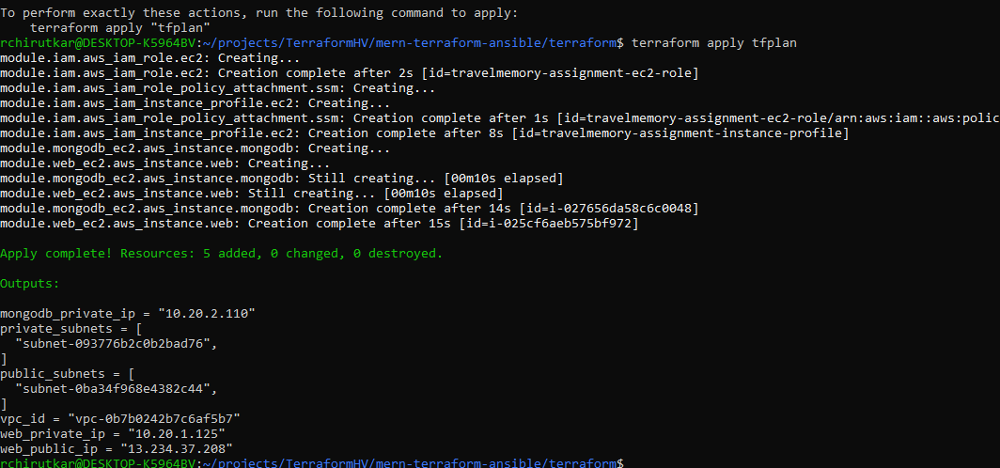 To perform exactly these actions, run the following command to apply:
    terraform apply "tfplan"
rchirutkar@DESKTOP-K5964BV:~/projects/TerraformHV/mern-terraform-ansible/terraform$ terraform apply tfplan
module.iam.aws_iam_role.ec2: Creating...
module.iam.aws_iam_role.ec2: Creation complete after 2s [id=travelmemory-assignment-ec2-role]
module.iam.aws_iam_role_policy_attachment.ssm: Creating...
module.iam.aws_iam_instance_profile.ec2: Creating...
module.iam.aws_iam_role_policy_attachment.ssm: Creation complete after 1s [id=travelmemory-assignment-ec2-role/arn:aws:iam::aws:polic
module.iam.aws_iam_instance_profile.ec2: Creation complete after 8s [id=travelmemory-assignment-instance-profile]
module.mongodb_ec2.aws_instance.mongodb: Creating...
module.web_ec2.aws_instance.web: Creating...
module.mongodb_ec2.aws_instance.mongodb: Still creating... [00m10s elapsed]
module.web_ec2.aws_instance.web: Still creating... [00m10s elapsed]
module.mongodb_ec2.aws_instance.mongodb: Creation complete after 14s [id=i-027656da58c6c0048]
module.web_ec2.aws_instance.web: Creation complete after 15s [id=i-025cf6aeb575bf972]

Apply complete! Resources: 5 added, 0 changed, 0 destroyed.

Outputs:

mongodb_private_ip = "10.20.2.110"
private_subnets = [
  "subnet-093776b2c0b2bad76",
]
public_subnets = [
  "subnet-0ba34f968e4382c44",
]
vpc_id = "vpc-0b7b0242b7c6af5b7"
web_private_ip = "10.20.1.125"
web_public_ip = "13.234.37.208"
rchirutkar@DESKTOP-K5964BV:~/projects/TerraformHV/mern-terraform-ansible/terraform$